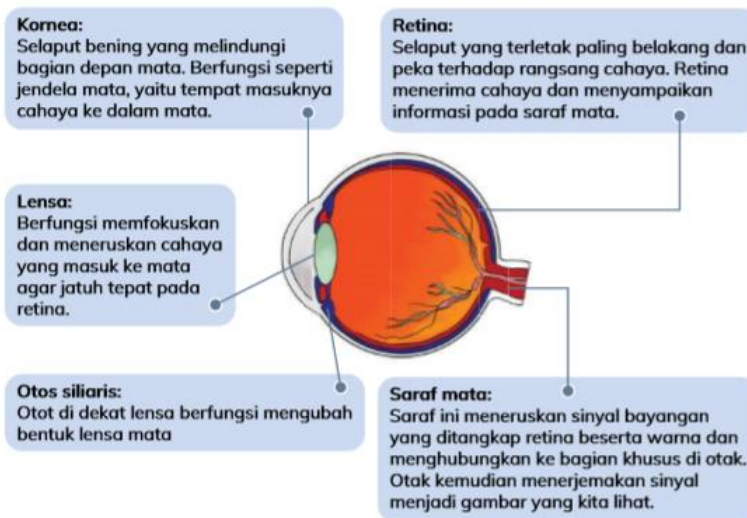 Kornea:
Selaput bening yang melindungi
bagian depan mata. Berfungsi seperti
jendela mata, yaitu tempat masuknya
cahaya ke dalam mata.
Retina:
Selaput yang terletak paling belakang dan
peka terhadap rangsang cahaya. Retina
menerima cahaya dan menyampaikan
informasi pada saraf mata.
Lensa:
Berfungsi memfokuskan
dan meneruskan cahaya
yang masuk ke mata
agar jatuh tepat pada
retina.
Otos siliaris:
Otot di dekat lensa berfungsi mengubah
bentuk lensa mata
Saraf mata:
Saraf ini meneruskan sinyal bayangan
yang ditangkap retina beserta warna dan
menghubungkan ke bagian khusus di otak.
Otak kemudian menerjemakan sinyal
menjadi gambar yang kita lihat.